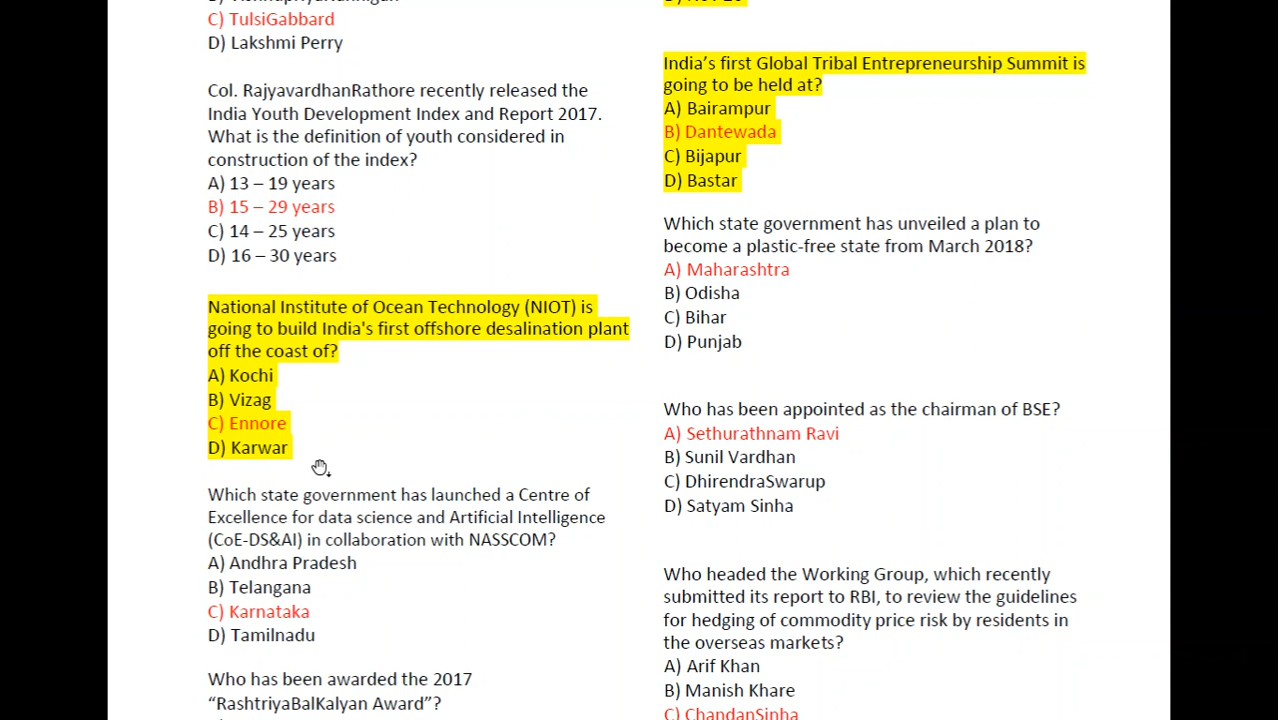 C) TulsiGabbard
D) Lakshmi Perry
Col. RajyavardhanRathore recently released the
India Youth Development Index and Report 2017.
What is the definition of youth considered in
construction of the index?
A) 13 – 19 years
B) 15 – 29 years
C) 14 – 25 years
D) 16 – 30 years
National Institute of Ocean Technology (NIOT) is
going to build India's first offshore desalination plant
off the coast of?
A) Kochi
B) Vizag
C) Ennore
D) Karwar
Which state government has launched a Centre of
Excellence for data science and Artificial Intelligence
(CoE-DS&AI) in collaboration with NASSCOM?
A) Andhra Pradesh
B) Telangana
C) Karnataka
D) Tamilnadu
Who has been awarded the 2017
“RashtriyaBalKalyan Award”?
India’s first Global Tribal Entrepreneurship Summit is
going to be held at?
A) Bairampur
B) Dantewada
C) Bijapur
D) Bastar
Which state government has unveiled a plan to
become a plastic-free state from March 2018?
A) Maharashtra
B) Odisha
C) Bihar
D) Punjab
Who has been appointed as the chairman of BSE?
A) Sethurathnam Ravi
B) Sunil Vardhan
C) DhirendraSwarup
D) Satyam Sinha
Who headed the Working Group, which recently
submitted its report to RBI, to review the guidelines
for hedging of commodity price risk by residents in
the overseas markets?
A) Arif Khan
B) Manish Khare
C) ChandanSinha